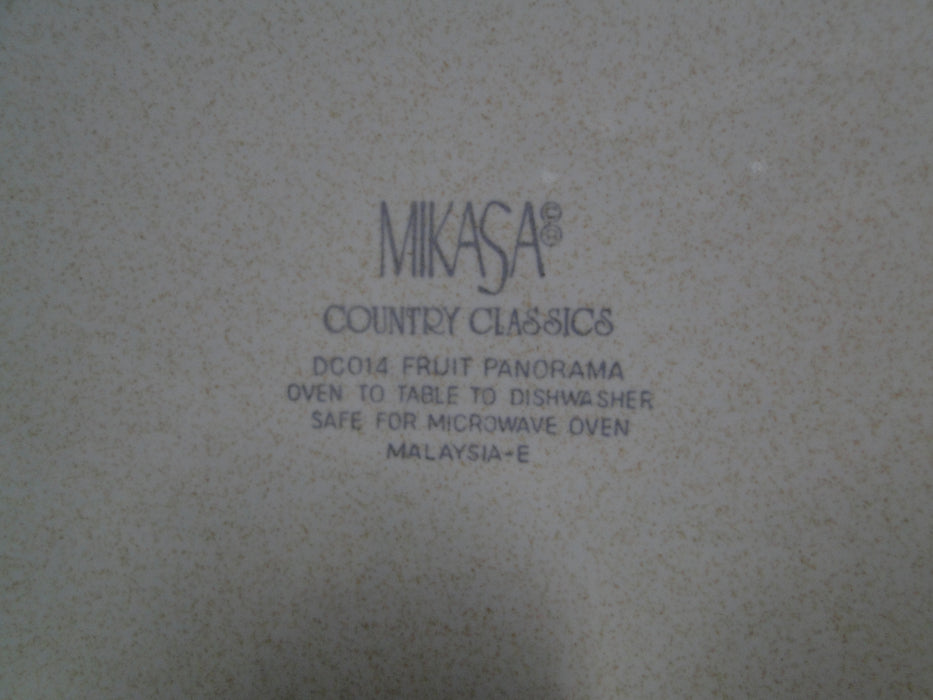 MIKASA
COUNTRY CLASSICS
DC014 FRUIT PANORAMA
OVEN TO TABLE TO DISHWASHER
SAFE FOR MICROWAVE OVEN
MALAYSIA-E